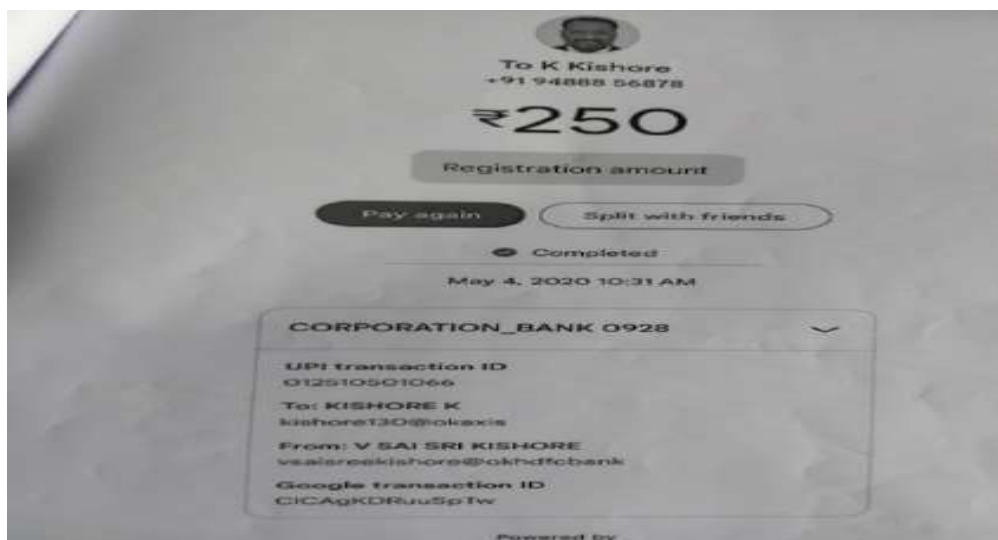 To K Kishore
+91 94888 56878
₹250
Registration amount
Pay again
Split with friends
Completed
May 4, 2020 10:31 AM
CORPORATION_BANK 0928
UPI transaction ID
012510501066
To: KISHORE K
kishore130@okaxis
From: V SAI SRI KISHORE
vsaisreekishore@okhdfcbank
Google transaction ID
CICAgKDRuuSpTw
Powered by